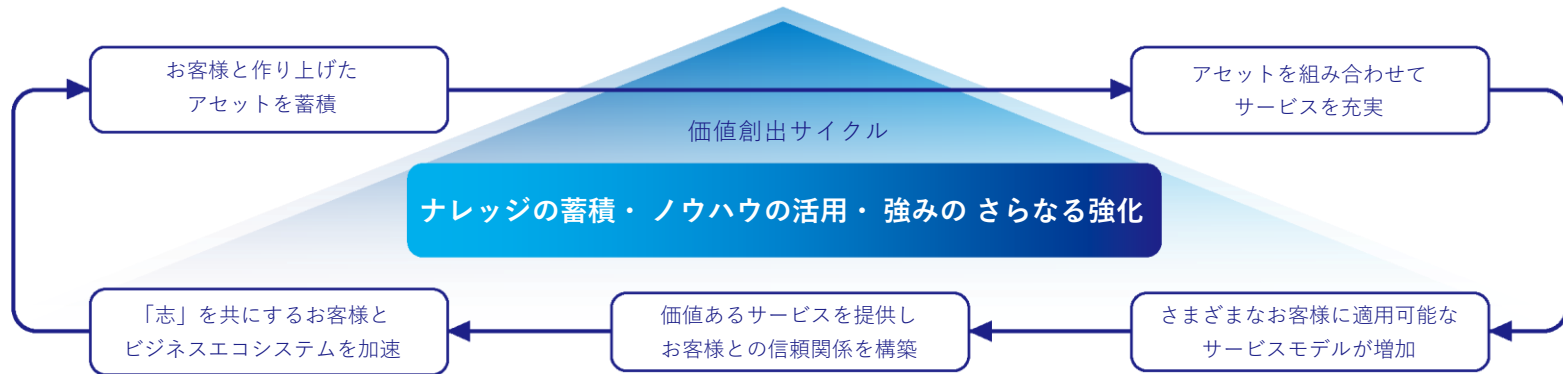 お客様と作り上げた
アセットを蓄積
アセットを組み合わせて
サービスを充実
価値創出サイクル
ナレッジの蓄積・ ノウハウの活用・ 強みの さらなる強化
「志」を共にするお客様と
ビジネスエコシステムを加速
価値あるサービスを提供し
お客様との信頼関係を構築
さまざまなお客様に適用可能な
サービスモデルが増加